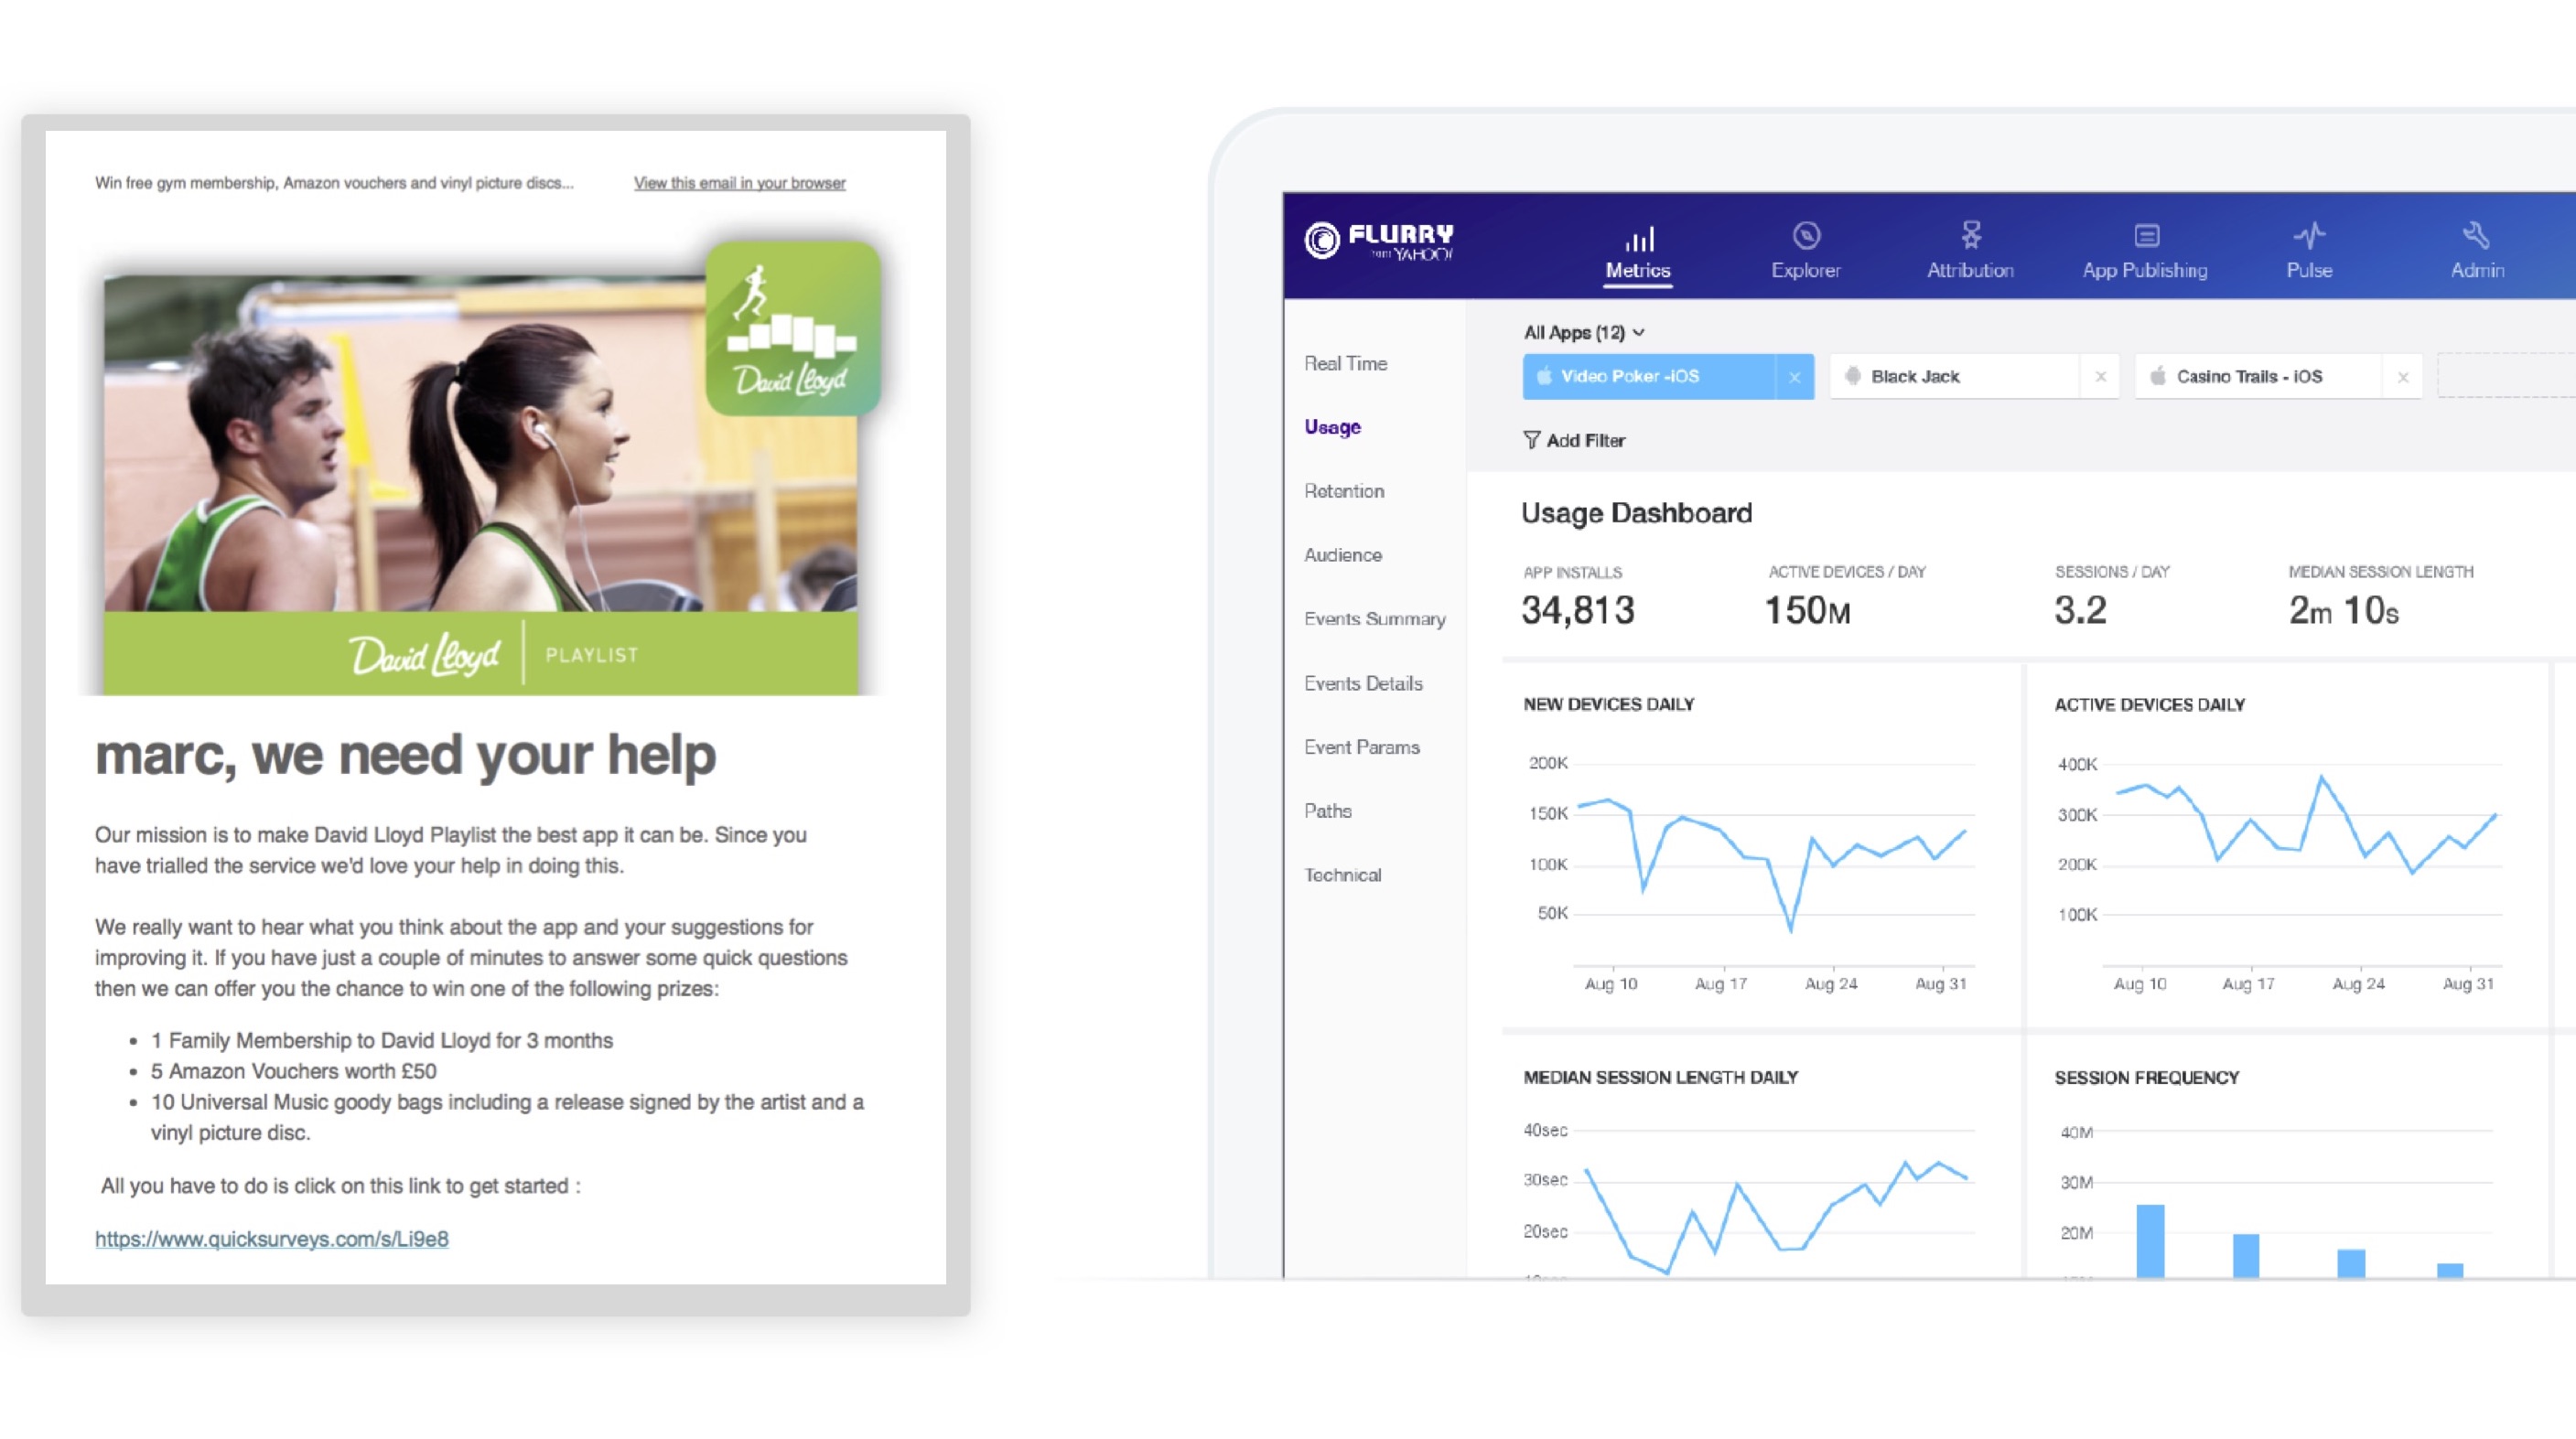 Win free gym membership, Amazon vouchers and vinyl picture discs...
View this email in your browser
David Lloyd
David Lloyd | PLAYLIST
marc, we need your help
Our mission is to make David Lloyd Playlist the best app it can be. Since you
have trialled the service we'd love your help in doing this.
We really want to hear what you think about the app and your suggestions for
improving it. If you have just a couple of minutes to answer some quick questions
then we can offer you the chance to win one of the following prizes:
• 1 Family Membership to David Lloyd for 3 months
• 5 Amazon Vouchers worth £50
• 10 Universal Music goody bags including a release signed by the artist and a
vinyl picture disc.
All you have to do is click on this link to get started :
https://www.quicksurveys.com/s/Li9e8
FLURRY
from YAHOO!
Metrics
Explorer
Attribution
App Publishing
Pulse
Admin
Real Time
Usage
Retention
Audience
Events Summary
Events Details
Event Params
Paths
Technical
All Apps (12)
Video Poker -iOS
Black Jack
Casino Trails - iOS
Add Filter
Usage Dashboard
APP INSTALLS
34,813
ACTIVE DEVICES / DAY
150M
SESSIONS / DAY
3.2
MEDIAN SESSION LENGTH
2m 10s
NEW DEVICES DAILY
200K
150K
100K
50K
Aug 10 Aug 17 Aug 24 Aug 31
ACTIVE DEVICES DAILY
400K
300K
200K
100K
Aug 10 Aug 17 Aug 24 Aug 31
MEDIAN SESSION LENGTH DAILY
40sec
30sec
20sec
SESSION FREQUENCY
40M
30M
20M